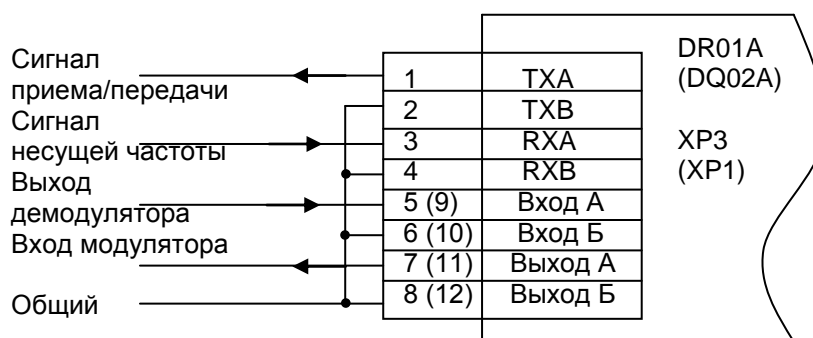 Сигнал
приема/передачи
Сигнал
несущей частоты
Выход
демодулятора
Вход модулятора
Общий
1 TXA
2 TXB
3 RXA
4 RXB
5 (9) Вход А
6 (10) Вход Б
7 (11) Выход А
8 (12) Выход Б
DR01A
(DQ02A)
XP3
(XP1)